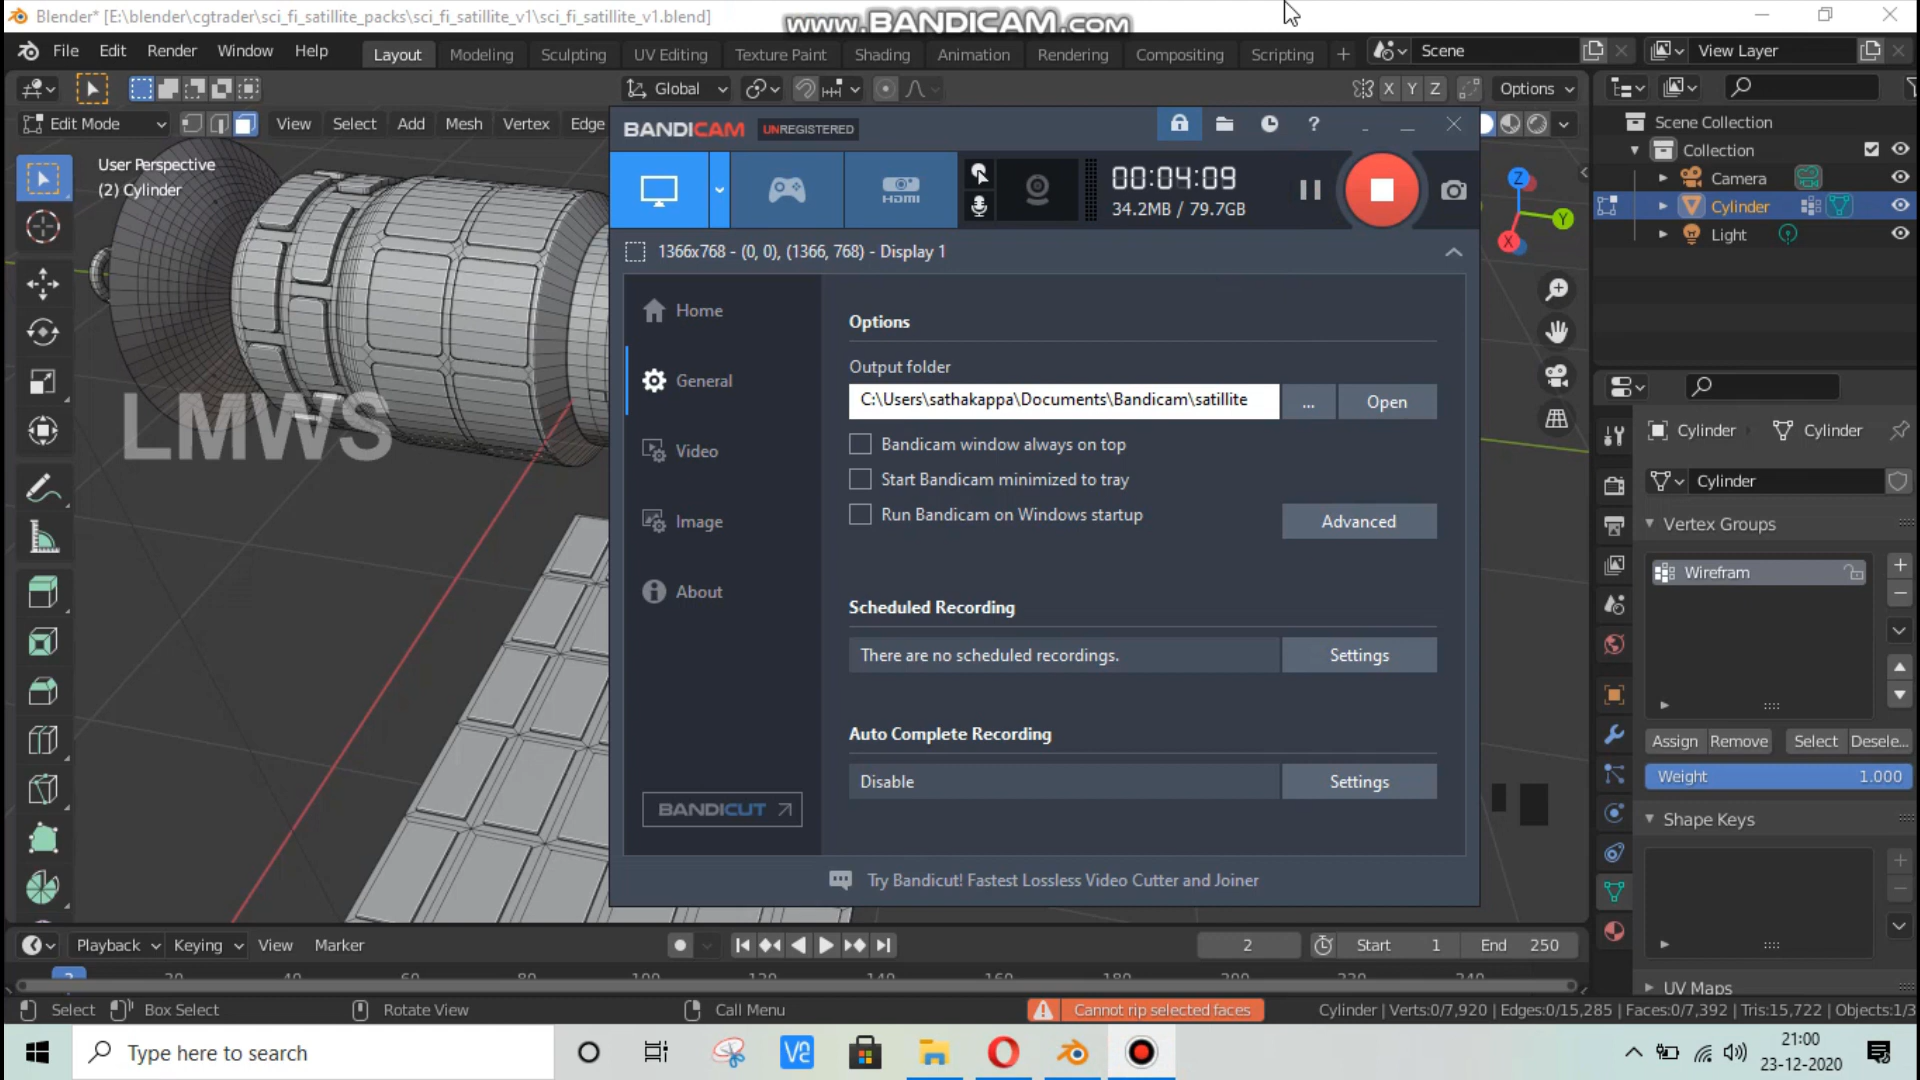 Blender* [E:\blender\cgtrader\sci_fi_satillite_packs\sci_fi_satillite_v1\sci_fi_satillite_v1.blend]
www.BANDICAM.com
File Edit Render Window Help
Layout Modeling Sculpting UV Editing Texture Paint Shading Animation Rendering Compositing Scripting +
Scene
View Layer
Global
X Y Z
Options
Edit Mode View Select Add Mesh Vertex Edge
User Perspective
(2) Cylinder
LMWS
BANDICAM UNREGISTERED
?
HDMI
00:04:09
34.2MB / 79.7GB
1366x768 - (0, 0), (1366, 768) - Display 1
Home
General
Video
Image
About
BANDICUT
Options
Output folder
C:\Users\sathakappa\Documents\Bandicam\satillite
...
Open
Bandicam window always on top
Start Bandicam minimized to tray
Run Bandicam on Windows startup
Advanced
Scheduled Recording
There are no scheduled recordings.
Settings
Auto Complete Recording
Disable
Settings
Try Bandicut! Fastest Lossless Video Cutter and Joiner
Z
Y
X
Scene Collection
Collection
Camera
Cylinder
Light
Cylinder Cylinder
Cylinder
Vertex Groups
Wirefram
Assign Remove Select Desele...
Weight 1.000
Shape Keys
UV Maps
Playback Keying View Marker
2
Start 1
End 250
Select Box Select Rotate View Call Menu
Cannot rip selected faces
Cylinder | Verts:0/7,920 | Edges:0/15,285 | Faces:0/7,392 | Tris:15,722 | Objects:1/3
Type here to search
21:00
23-12-2020